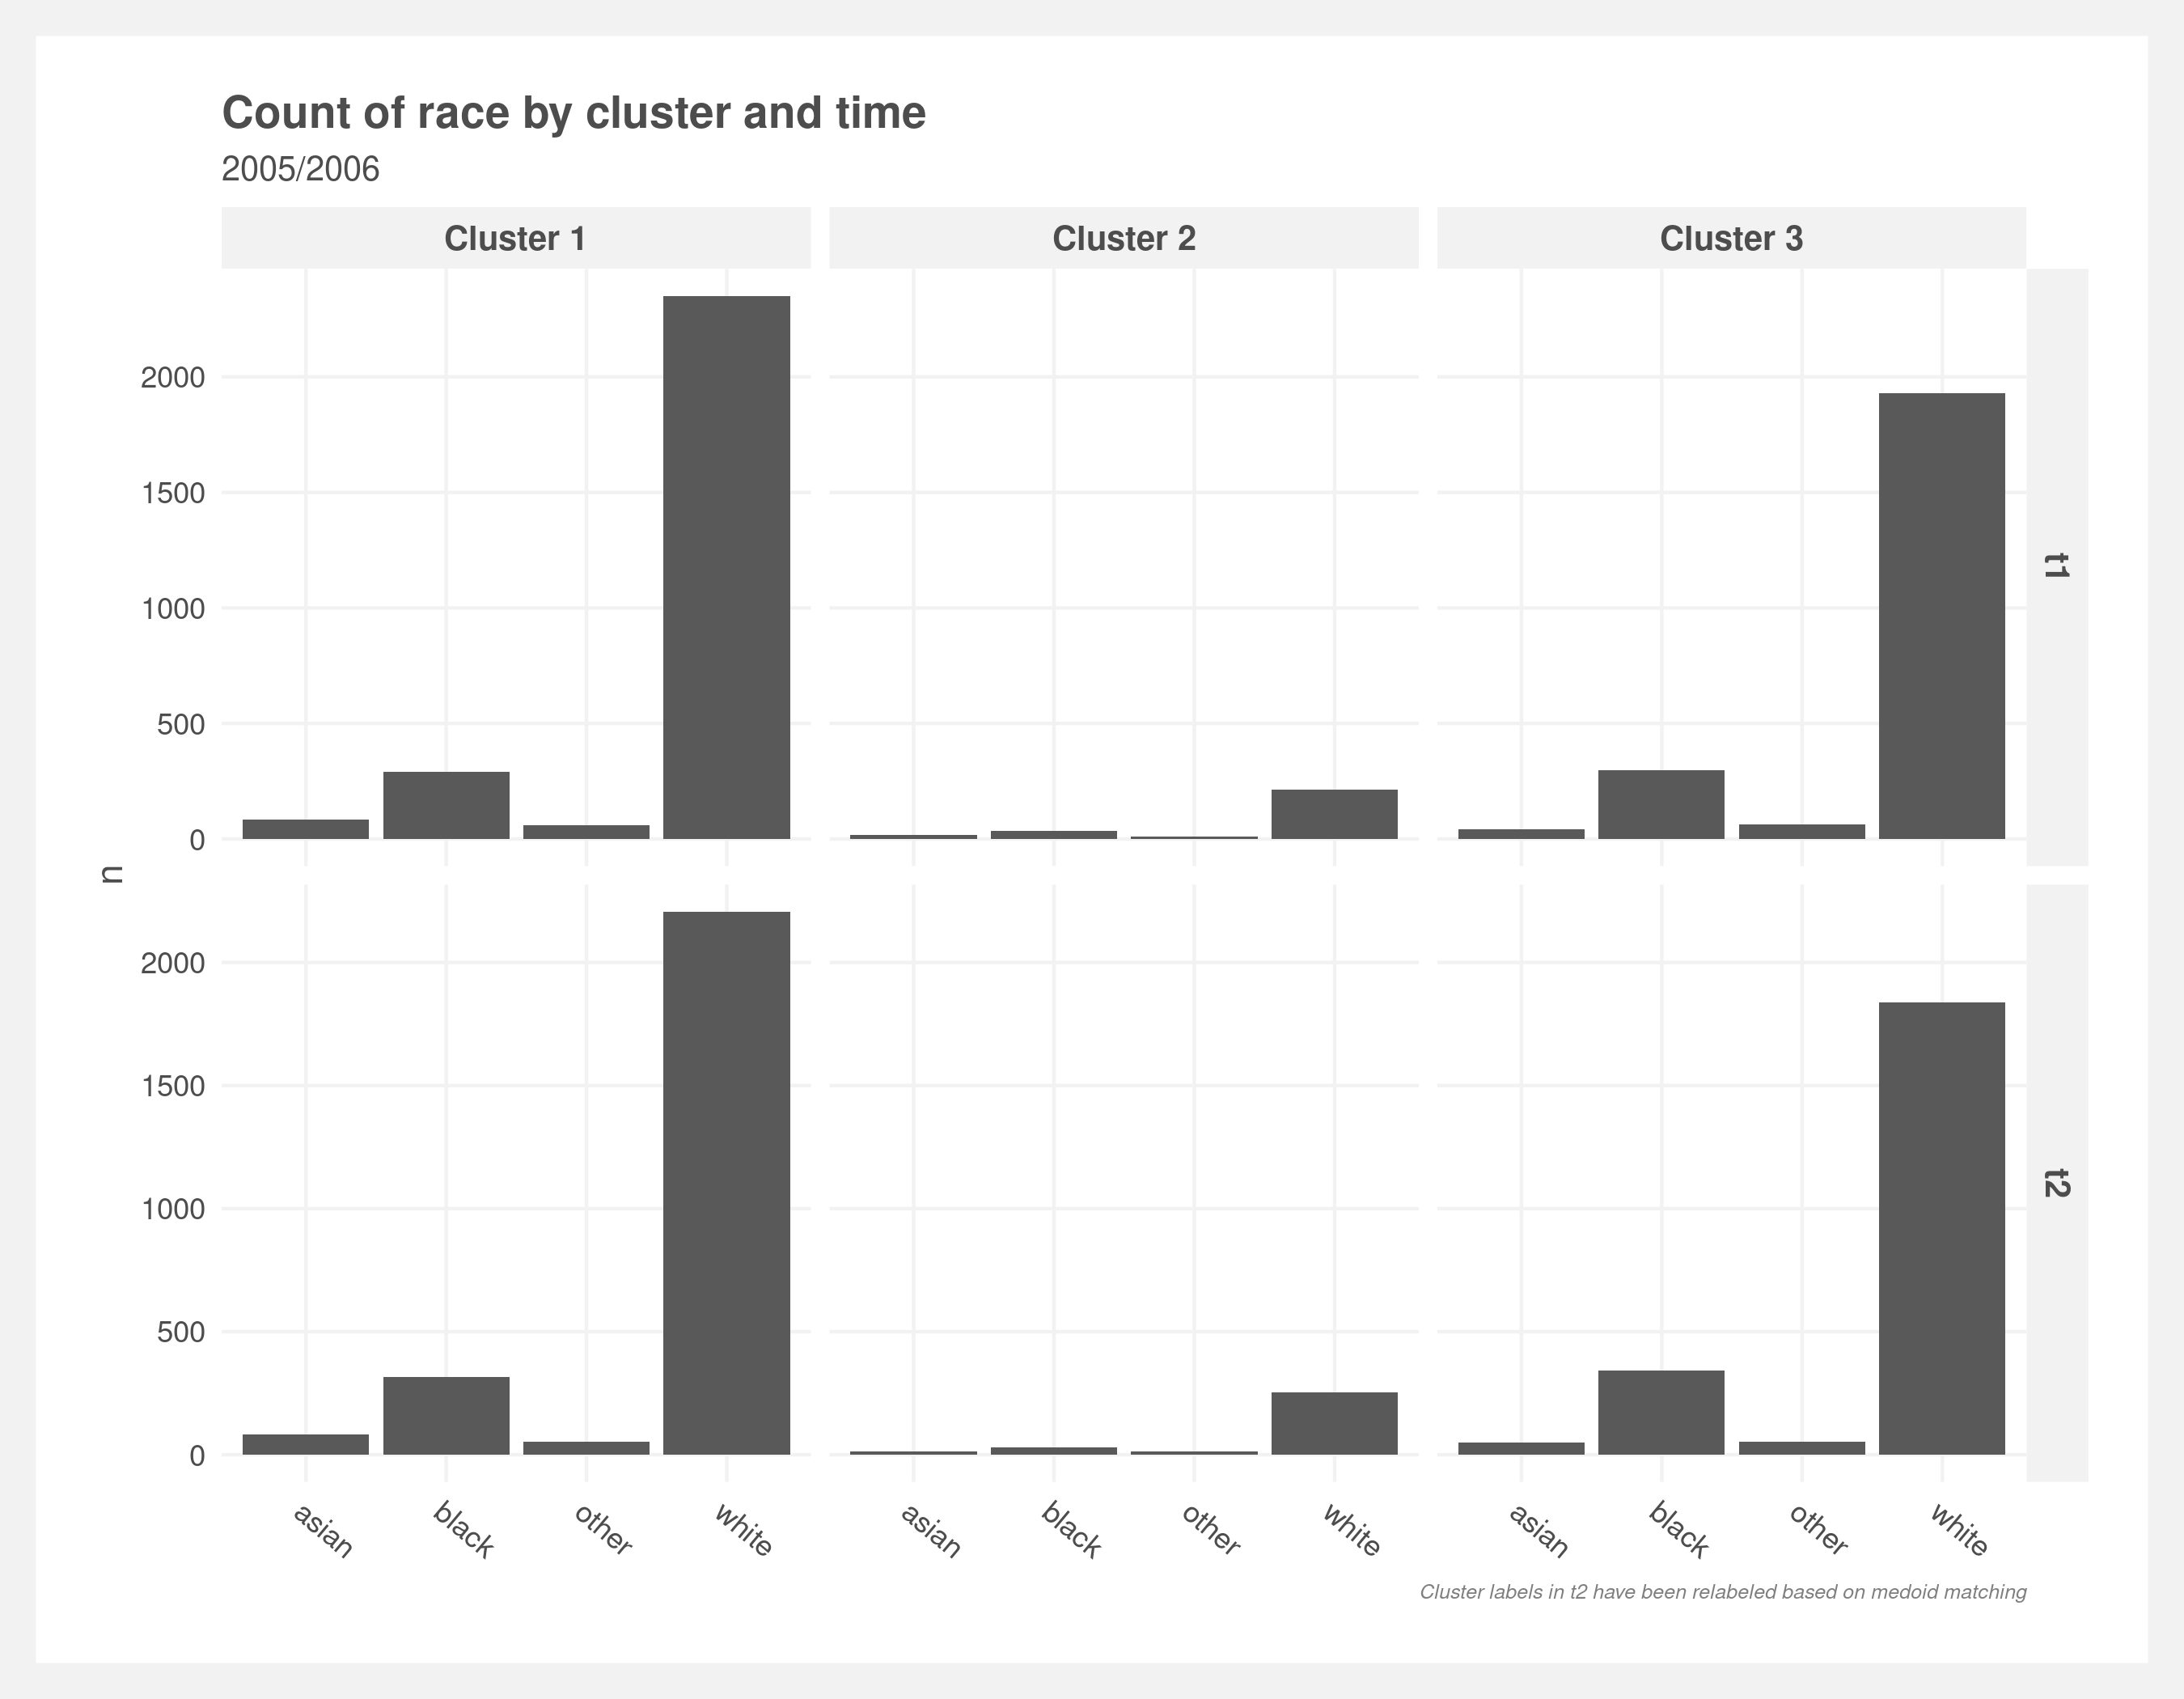 Count of race by cluster and time
2005/2006
Cluster 1 Cluster 2 Cluster 3
2000
1500
1000
500
0
t1
n
2000
1500
1000
500
0
t2
asian black other white asian black other white asian black other white
Cluster labels in t2 have been relabeled based on medoid matching